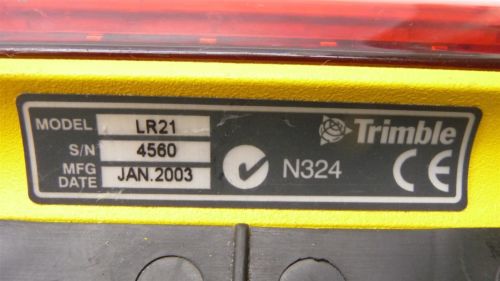 MODEL LR21 Trimble
S/N 4560
N324 CE
MFG DATE JAN.2003